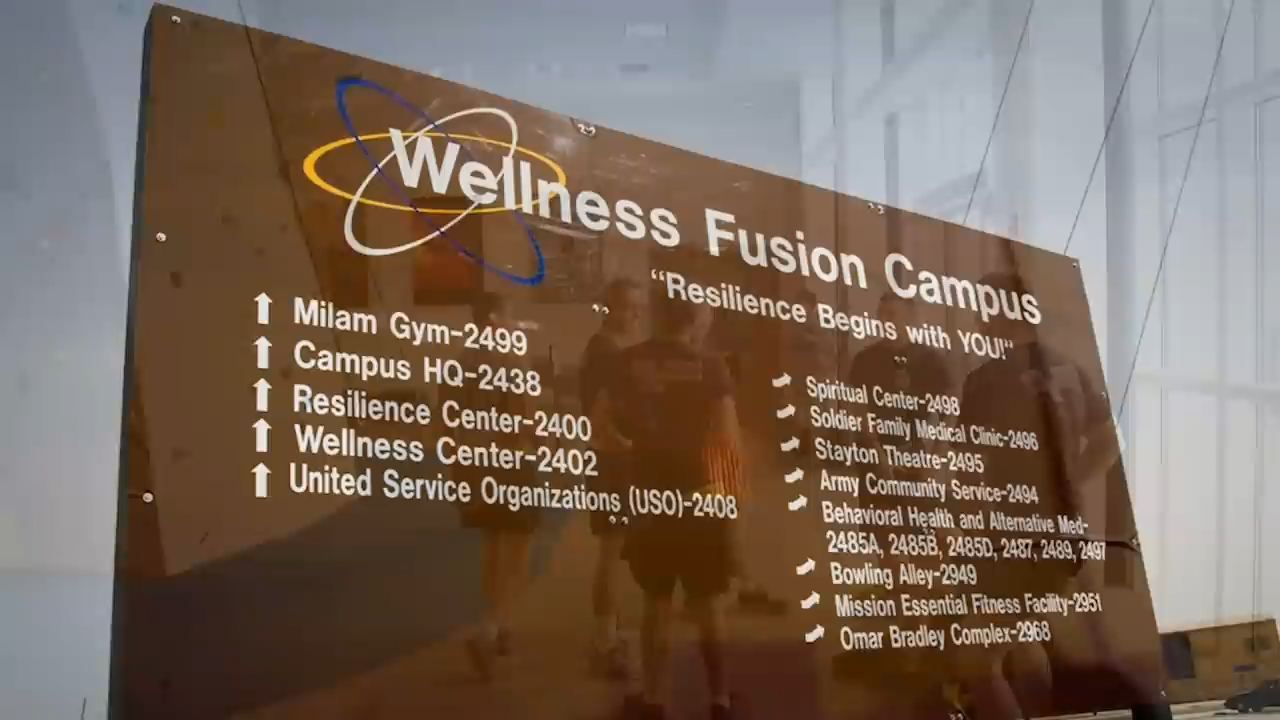 Wellness Fusion Campus
“Resilience Begins with YOU!”
Milam Gym-2499
Campus HQ-2438
Resilience Center-2400
Wellness Center-2402
United Service Organizations (USO)-2408
Spiritual Center-2498
Soldier Family Medical Clinic-2496
Stayton Theatre-2495
Army Community Service-2494
Behavioral Health and Alternative Med-
2485A, 2485B, 2485D, 2487, 2489, 2497
Bowling Alley-2949
Mission Essential Fitness Facility-2951
Omar Bradley Complex-2968